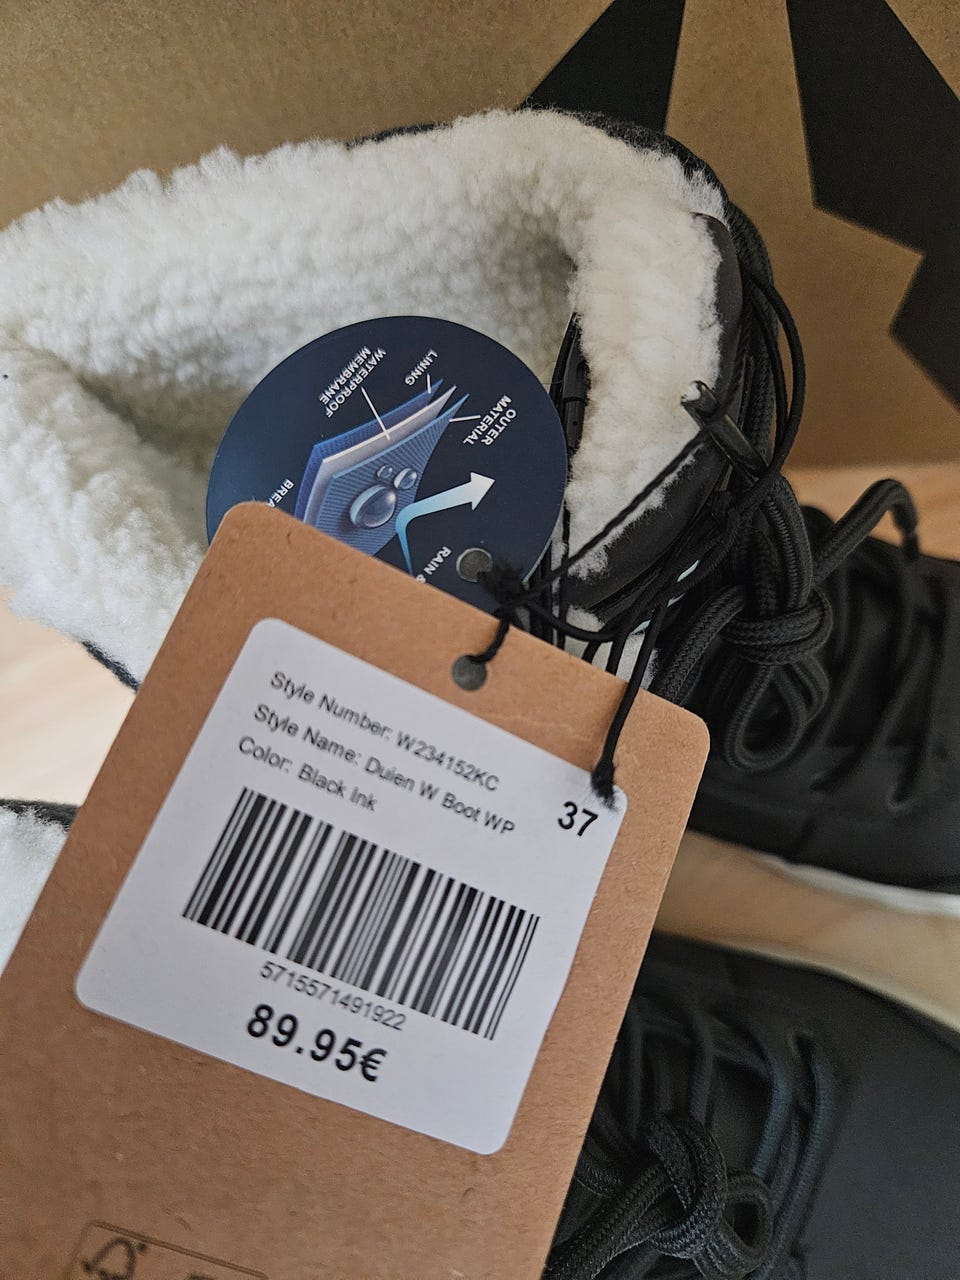 WATERPROOF
MEMBRANE
LINING
OUTER
MATERIAL
RAIN &
Style Number: W234152KC
Style Name: Duien W Boot WP
Color: Black Ink
37
5715571491922
89.95€